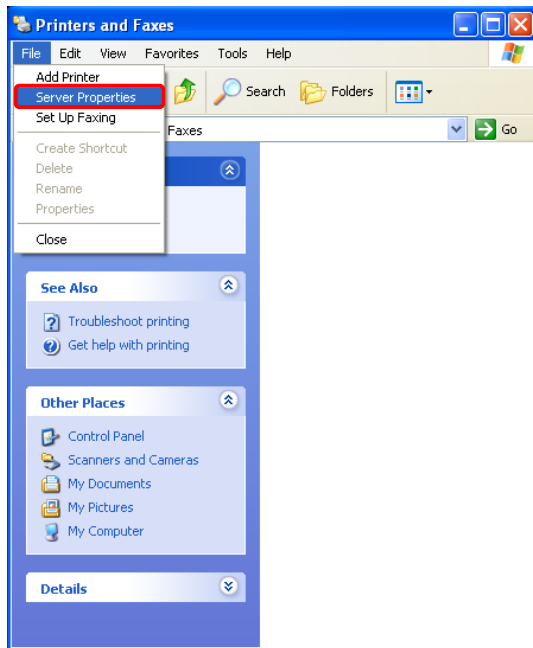 Printers and Faxes
File Edit View Favorites Tools Help
Add Printer
Server Properties
Set Up Faxing
Create Shortcut
Delete
Rename
Properties
Close
Search Folders
Faxes Go
See Also
Troubleshoot printing
Get help with printing
Other Places
Control Panel
Scanners and Cameras
My Documents
My Pictures
My Computer
Details